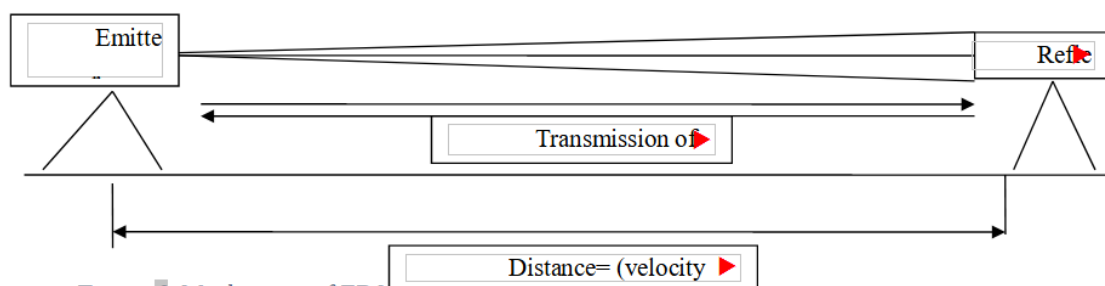 Emitte
Refle
Transmission of
Distance= (velocity